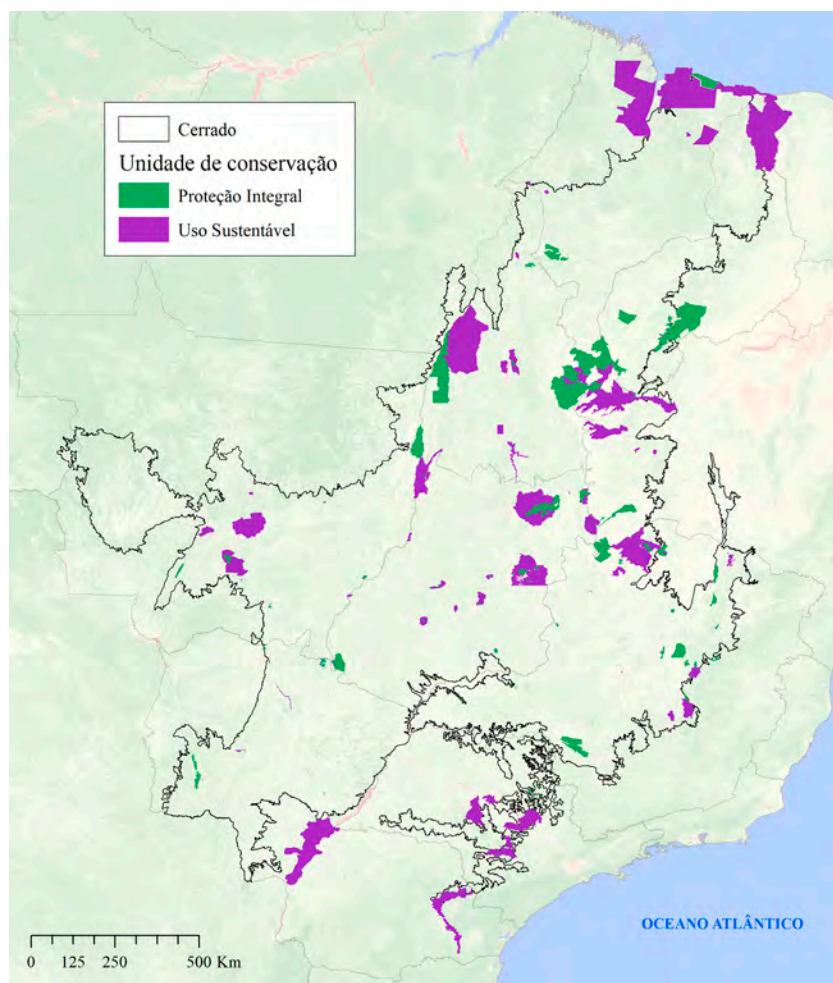 Cerrado
Unidade de conservação
Proteção Integral
Uso Sustentável
OCEANO ATLÂNTICO
0 125 250 500 Km